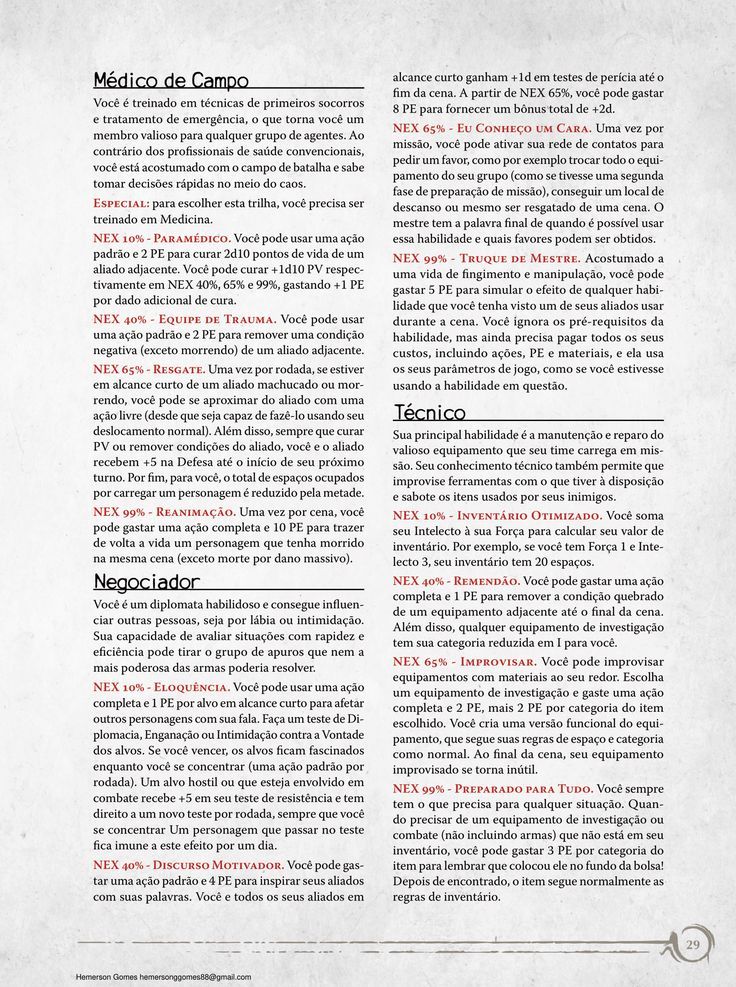 Médico de Campo
Você é treinado em técnicas de primeiros socorros
e tratamento de emergência, o que torna você um
membro valioso para qualquer grupo de agentes. Ao
contrário dos profissionais de saúde convencionais,
você está acostumado com o campo de batalha e sabe
tomar decisões rápidas no meio do caos.
Especial: para escolher esta trilha, você precisa ser
treinado em Medicina.
NEX 10% - Paramédico. Você pode usar uma ação
padrão e 2 PE para curar 2d10 pontos de vida de um
aliado adjacente. Você pode curar +1d10 PV respec-
tivamente em NEX 40%, 65% e 99%, gastando +1 PE
por dado adicional de cura.
NEX 40% - Equipe de Trauma. Você pode usar
uma ação padrão e 2 PE para remover uma condição
negativa (exceto morrendo) de um aliado adjacente.
NEX 65% - Resgate. Uma vez por rodada, se estiver
em alcance curto de um aliado machucado ou mor-
rendo, você pode se aproximar do aliado com uma
ação livre (desde que seja capaz de fazê-lo usando seu
deslocamento normal). Além disso, sempre que curar
PV ou remover condições do aliado, você e o aliado
recebem +5 na Defesa até o início de seu próximo
turno. Por fim, para você, o total de espaços ocupados
por carregar um personagem é reduzido pela metade.
NEX 99% - Reanimação. Uma vez por cena, você
pode gastar uma ação completa e 10 PE para trazer
de volta a vida um personagem que tenha morrido
na mesma cena (exceto morte por dano massivo).
Negociador
Você é um diplomata habilidoso e consegue influen-
ciar outras pessoas, seja por lábia ou intimidação.
Sua capacidade de avaliar situações com rapidez e
eficiência pode tirar o grupo de apuros que nem a
mais poderosa das armas poderia resolver.
NEX 10% - Eloquência. Você pode usar uma ação
completa e 1 PE por alvo em alcance curto para afetar
outros personagens com sua fala. Faça um teste de Di-
plomacia, Enganação ou Intimidação contra a Vontade
dos alvos. Se você vencer, os alvos ficam fascinados
enquanto você se concentrar (uma ação padrão por
rodada). Um alvo hostil ou que esteja envolvido em
combate recebe +5 em seu teste de resistência e tem
direito a um novo teste por rodada, sempre que você
se concentrar Um personagem que passar no teste
fica imune a este efeito por um dia.
NEX 40% - Discurso Motivador. Você pode gas-
tar uma ação padrão e 4 PE para inspirar seus aliados
com suas palavras. Você e todos os seus aliados em
alcance curto ganham +1d em testes de perícia até o
fim da cena. A partir de NEX 65%, você pode gastar
8 PE para fornecer um bônus total de +2d.
NEX 65% - Eu Conheço um Cara. Uma vez por
missão, você pode ativar sua rede de contatos para
pedir um favor, como por exemplo trocar todo o equi-
pamento do seu grupo (como se tivesse uma segunda
fase de preparação de missão), conseguir um local de
descanso ou mesmo ser resgatado de uma cena. O
mestre tem a palavra final de quando é possível usar
essa habilidade e quais favores podem ser obtidos.
NEX 99% - Truque de Mestre. Acostumado a
uma vida de fingimento e manipulação, você pode
gastar 5 PE para simular o efeito de qualquer habi-
lidade que você tenha visto um de seus aliados usar
durante a cena. Você ignora os pré-requisitos da
habilidade, mas ainda precisa pagar todos os seus
custos, incluindo ações, PE e materiais, e ela usa
os seus parâmetros de jogo, como se você estivesse
usando a habilidade em questão.
Técnico
Sua principal habilidade é a manutenção e reparo do
valioso equipamento que seu time carrega em mis-
são. Seu conhecimento técnico também permite que
improvise ferramentas com o que tiver à disposição
e sabote os itens usados por seus inimigos.
NEX 10% - Inventário Otimizado. Você soma
seu Intelecto à sua Força para calcular seu valor de
inventário. Por exemplo, se você tem Força 1 e Inte-
lecto 3, seu inventário tem 20 espaços.
NEX 40% - Remendão. Você pode gastar uma ação
completa e 1 PE para remover a condição quebrado
de um equipamento adjacente até o final da cena.
Além disso, qualquer equipamento de investigação
tem sua categoria reduzida em I para você.
NEX 65% - Improvisar. Você pode improvisar
equipamentos com materiais ao seu redor. Escolha
um equipamento de investigação e gaste uma ação
completa e 2 PE, mais 2 PE por categoria do item
escolhido. Você cria uma versão funcional do equi-
pamento, que segue suas regras de espaço e categoria
como normal. Ao final da cena, seu equipamento
improvisado se torna inútil.
NEX 99% - Preparado para Tudo. Você sempre
tem o que precisa para qualquer situação. Quan-
do precisar de um equipamento de investigação ou
combate (não incluindo armas) que não está em seu
inventário, você pode gastar 3 PE por categoria do
item para lembrar que colocou ele no fundo da bolsa!
Depois de encontrado, o item segue normalmente as
regras de inventário.
29
Hemerson Gomes hemersonggomes88@gmail.com